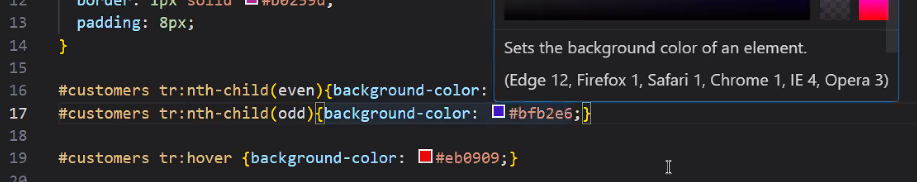 12
border: 1px solid #b0259d;
13 padding: 8px;
14 }
15
Sets the background color of an element.
(Edge 12, Firefox 1, Safari 1, Chrome 1, IE 4, Opera 3)
16 #customers tr:nth-child(even){background-color:
17 #customers tr:nth-child(odd){background-color: #bfb2e6;}
18
19 #customers tr:hover {background-color: #eb0909;}
20